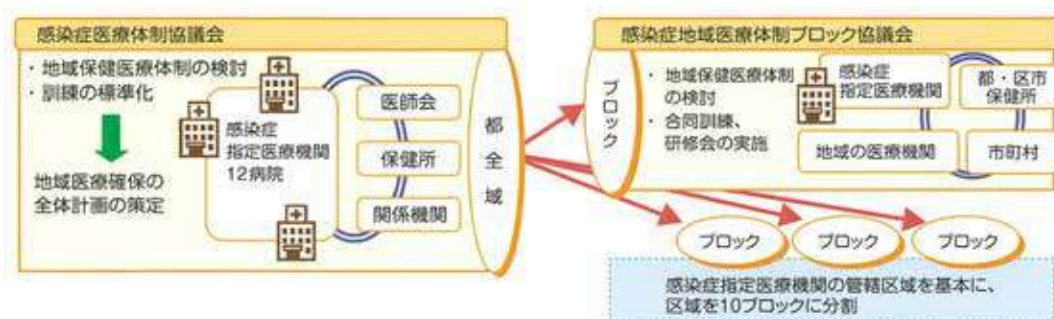 感染症医療体制協議会
・地域保健医療体制の検討
・訓練の標準化
地域医療確保の
全体計画の策定
感染症
指定医療機関
12病院
医師会
保健所
関係機関
都全域
感染症地域医療体制ブロック協議会
ブロック
・地域保健医療体制
の検討
・合同訓練、
研修会の実施
感染症
指定医療機関
都・区市
保健所
地域の医療機関
市町村
ブロック
ブロック
ブロック
感染症指定医療機関の管轄区域を基本に、
区域を10ブロックに分割